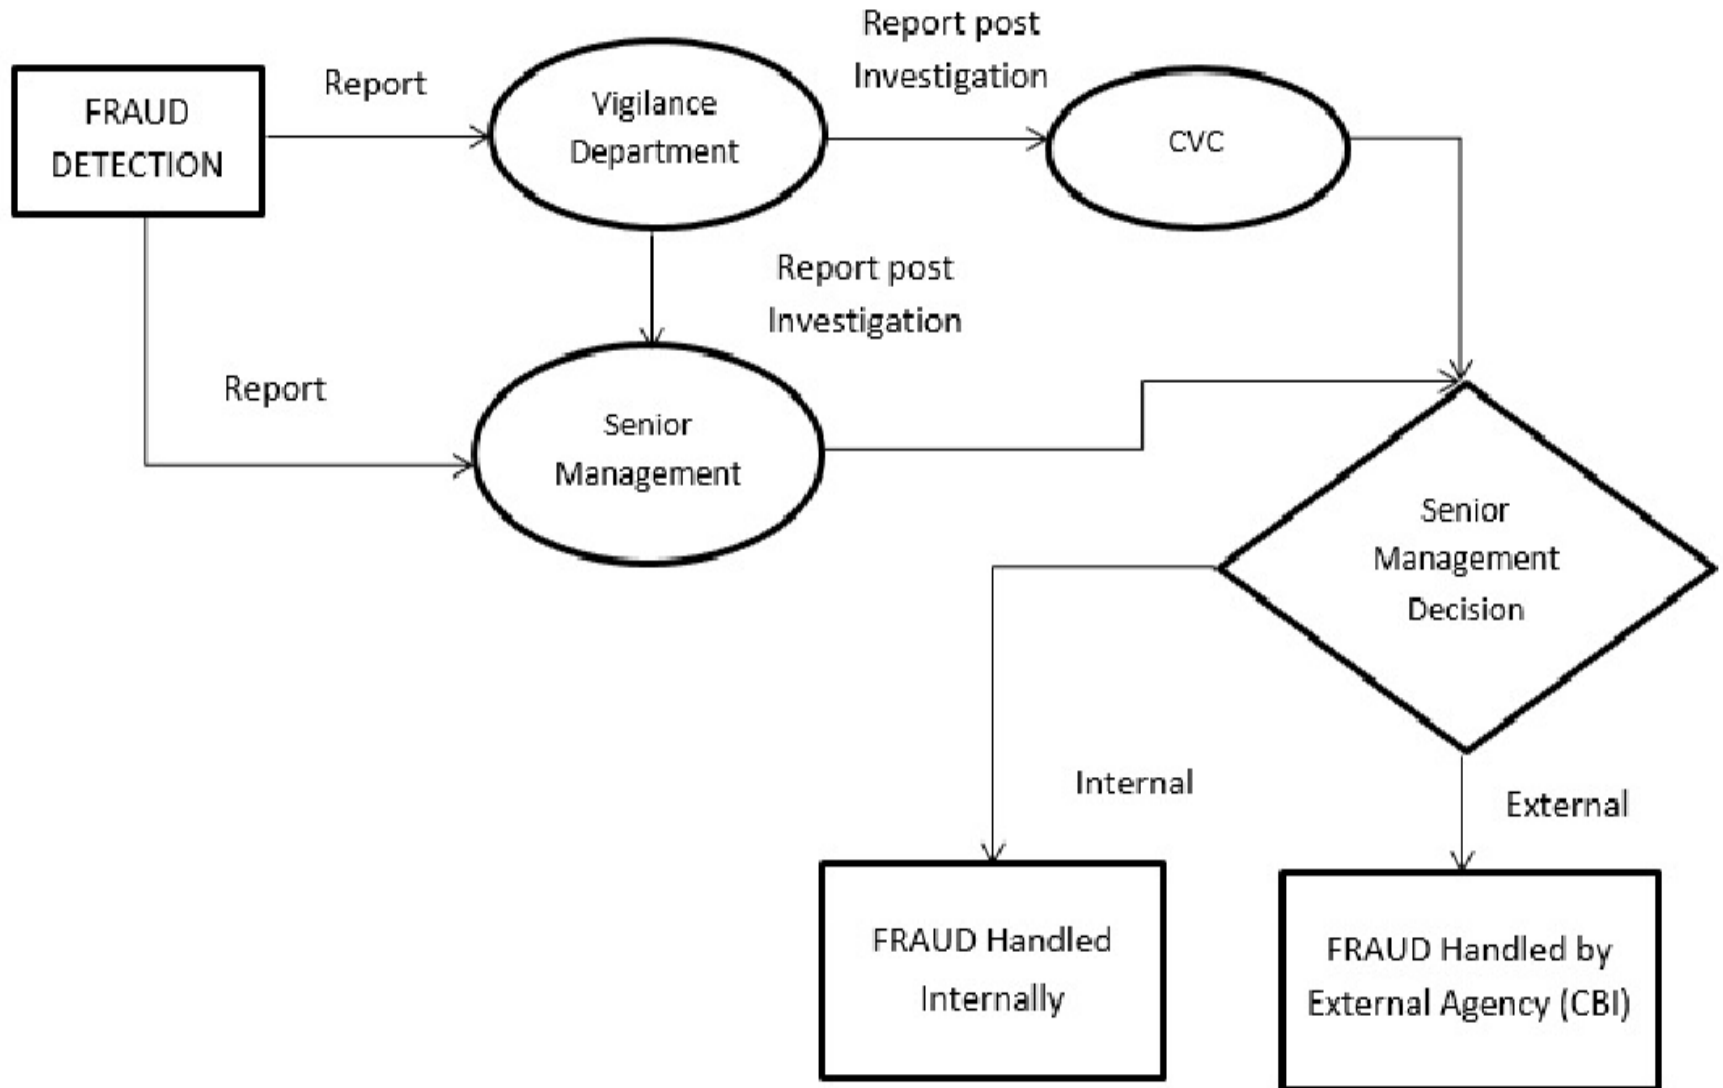 Report post
Investigation
Report
FRAUD
DETECTION
Vigilance
Department
CVC
Report post
Investigation
Report
Senior
Management
Senior
Management
Decision
Internal
External
FRAUD Handled
Internally
FRAUD Handled by
External Agency (CBI)